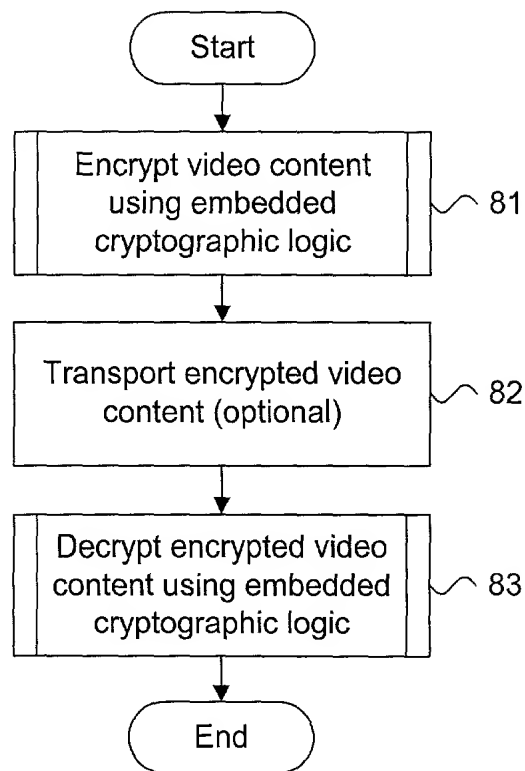 Start
Encrypt video content
using embedded
cryptographic logic
81
Transport encrypted video
content (optional)
82
Decrypt encrypted video
content using embedded
cryptographic logic
83
End